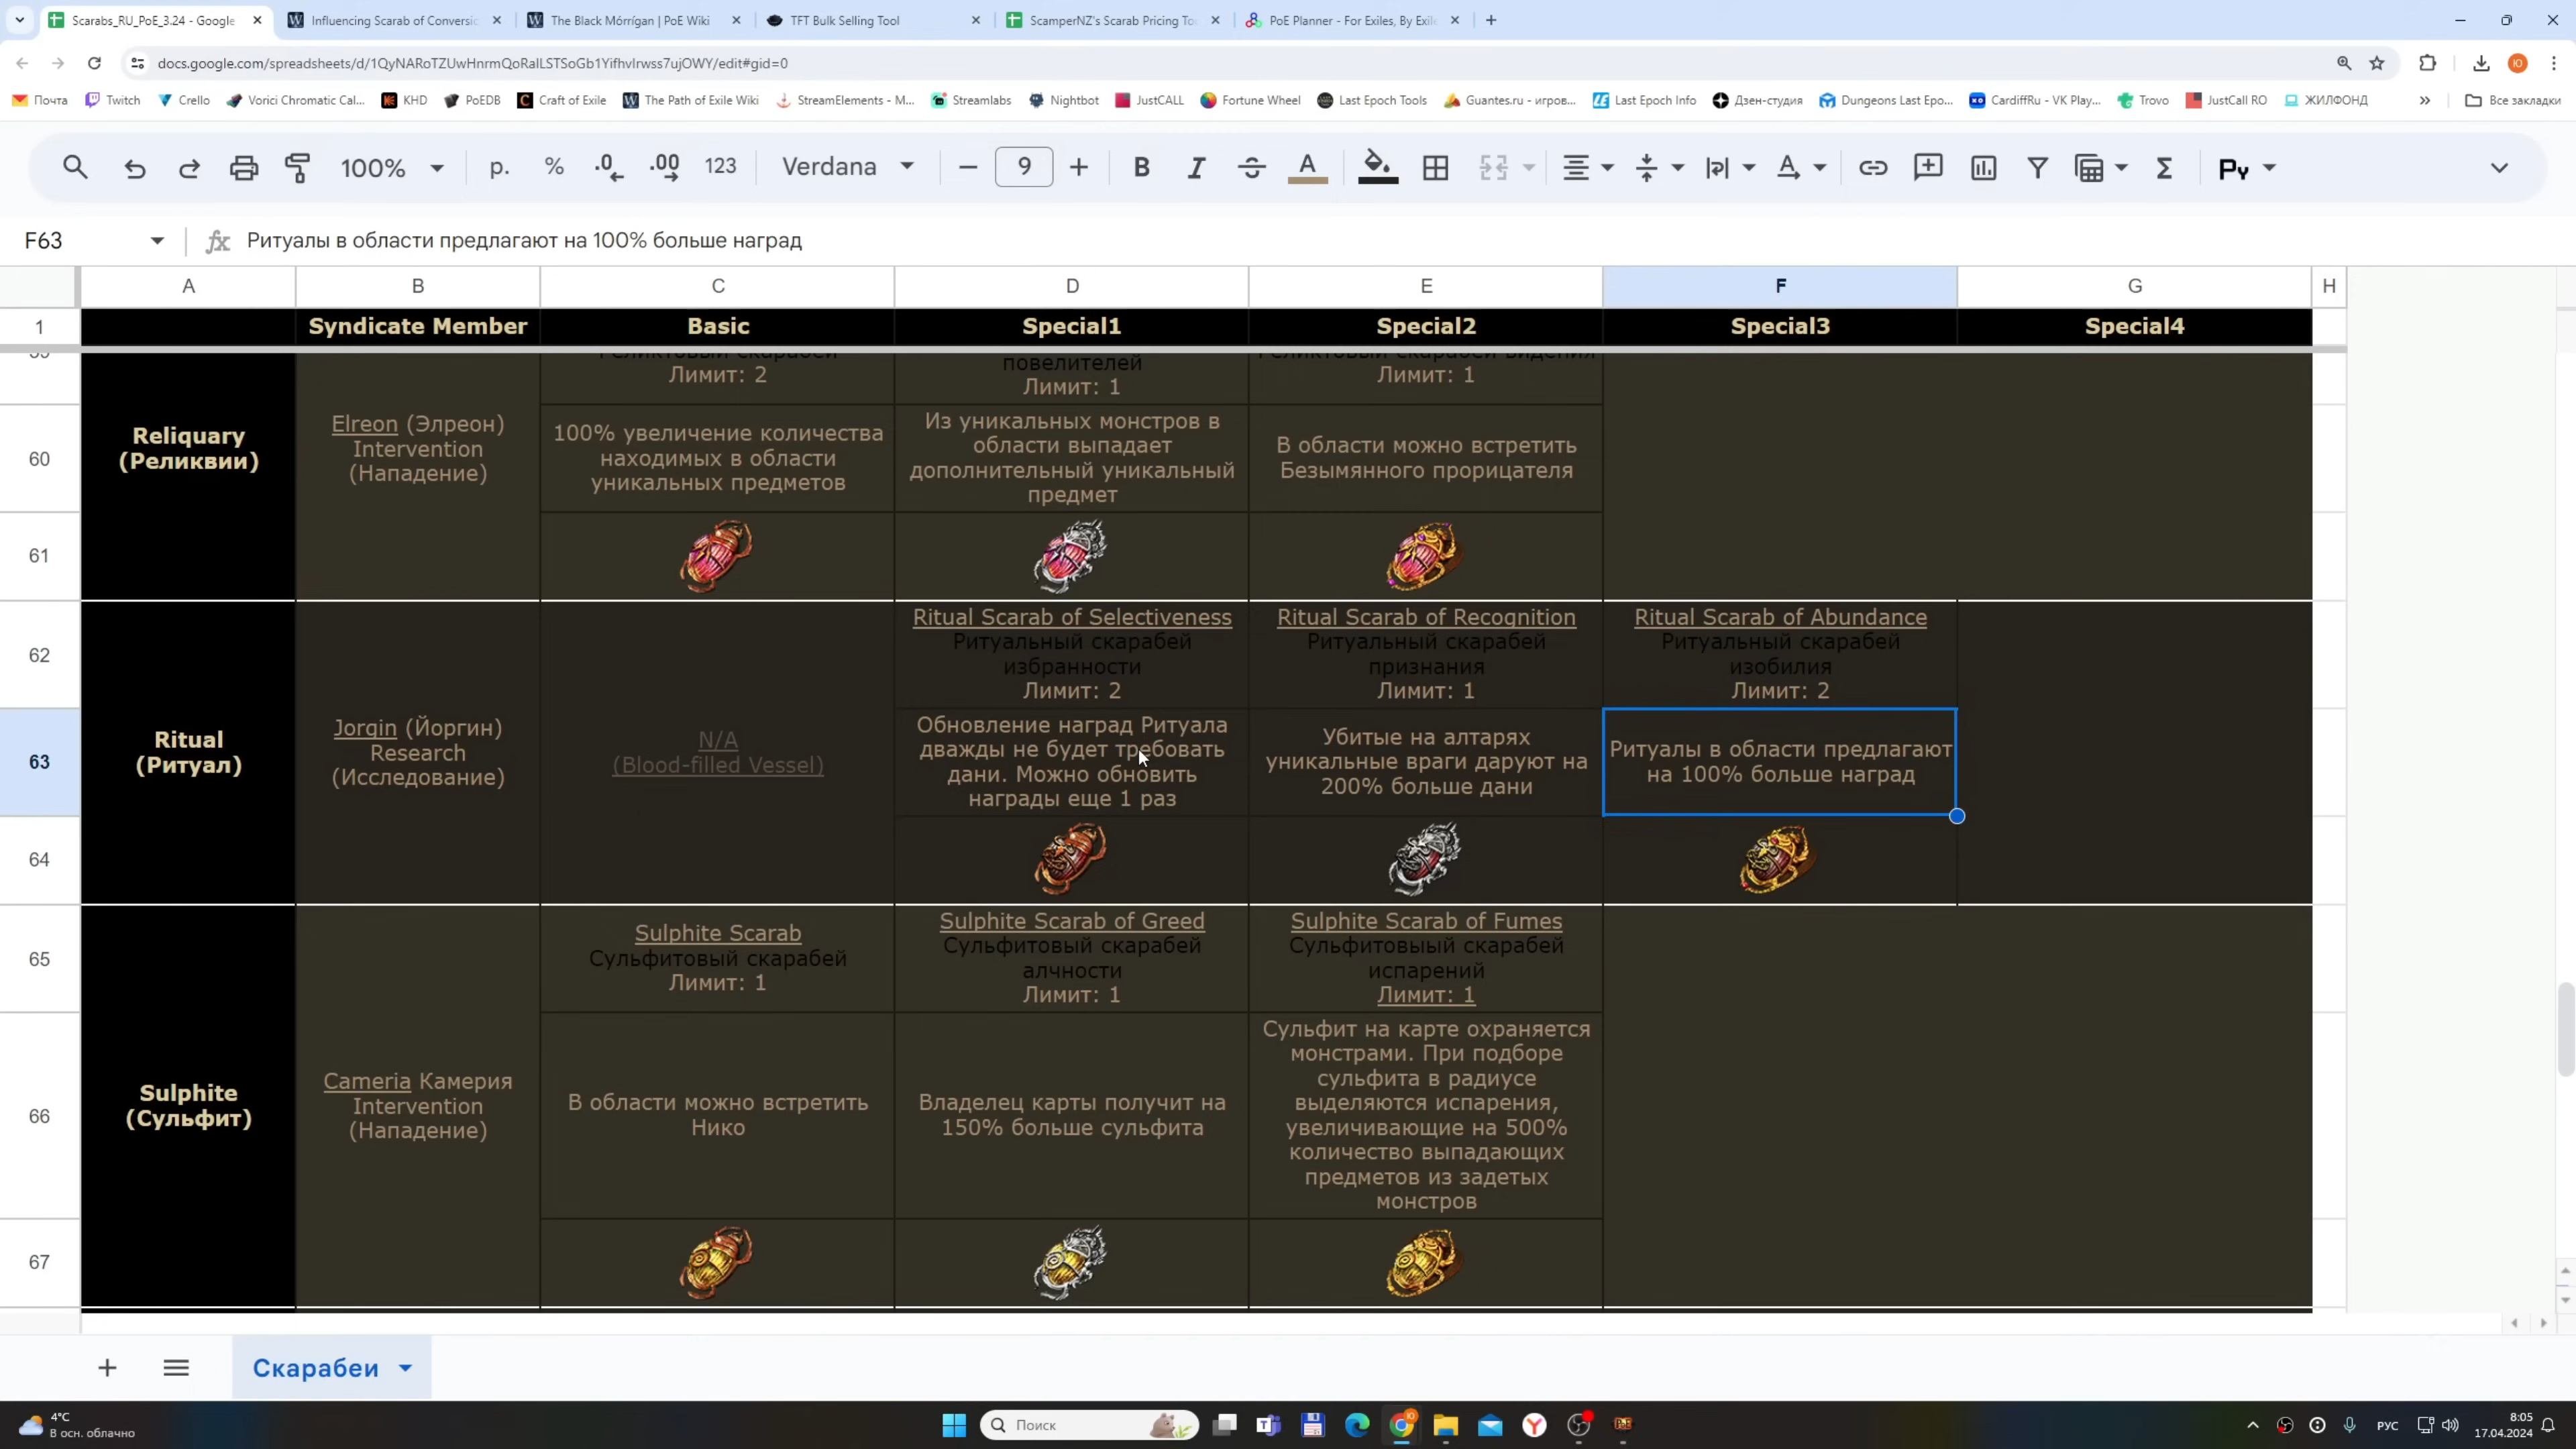 Scarabs_RU_PoE_3.24 - Google
Influencing Scarab of Conversio
The Black Mórrígan | PoE Wiki
TFT Bulk Selling Tool
ScamperNZ's Scarab Pricing To
PoE Planner - For Exiles, By Exile
docs.google.com/spreadsheets/d/1QyNARoTZUwHnrmQoRaILSTSoGb1YifhvIrwss7ujOWY/edit#gid=0
Почта
Twitch
Crello
Vorici Chromatic Cal...
KHD
PoEDB
Craft of Exile
The Path of Exile Wiki
StreamElements - M...
Streamlabs
Nightbot
JustCALL
Fortune Wheel
Last Epoch Tools
Guantes.ru - игров...
Last Epoch Info
Дзен-студия
Dungeons Last Epo...
CardiffRu - VK Play...
Trovo
JustCall RO
ЖИЛФОНД
Все закладки
100%
р.
%
.0
.00
123
Verdana
9
F63
Ритуалы в области предлагают на 100% больше наград
A B C D E F G H
1
Syndicate Member
Basic
Special1
Special2
Special3
Special4
Reliquary
(Реликвии)
Elreon (Элреон)
Intervention
(Нападение)
Лимит: 2
повелителей
Лимит: 1
Реликтовый скарабей видения
Лимит: 1
60
100% увеличение количества
находимых в области
уникальных предметов
Из уникальных монстров в
области выпадает
дополнительный уникальный
предмет
В области можно встретить
Безымянного прорицателя
61
62
Ritual
(Ритуал)
Jorgin (Йоргин)
Research
(Исследование)
N/A
(Blood-filled Vessel)
Ritual Scarab of Selectiveness
Ритуальный скарабей
избранности
Лимит: 2
Ritual Scarab of Recognition
Ритуальный скарабей
признания
Лимит: 1
Ritual Scarab of Abundance
Ритуальный скарабей
изобилия
Лимит: 2
63
Обновление наград Ритуала
дважды не будет требовать
дани. Можно обновить
награды еще 1 раз
Убитые на алтарях
уникальные враги даруют на
200% больше дани
Ритуалы в области предлагают
на 100% больше наград
64
65
Sulphite
(Сульфит)
Cameria Камерия
Intervention
(Нападение)
Sulphite Scarab
Сульфитовый скарабей
Лимит: 1
Sulphite Scarab of Greed
Сульфитовый скарабей
алчности
Лимит: 1
Sulphite Scarab of Fumes
Сульфитовыый скарабей
испарений
Лимит: 1
66
В области можно встретить
Нико
Владелец карты получит на
150% больше сульфита
Сульфит на карте охраняется
монстрами. При подборе
сульфита в радиусе
выделяются испарения,
увеличивающие на 500%
количество выпадающих
предметов из задетых
монстров
67
Скарабеи
4°C
В осн. облачно
Поиск
РУС
8:05
17.04.2024